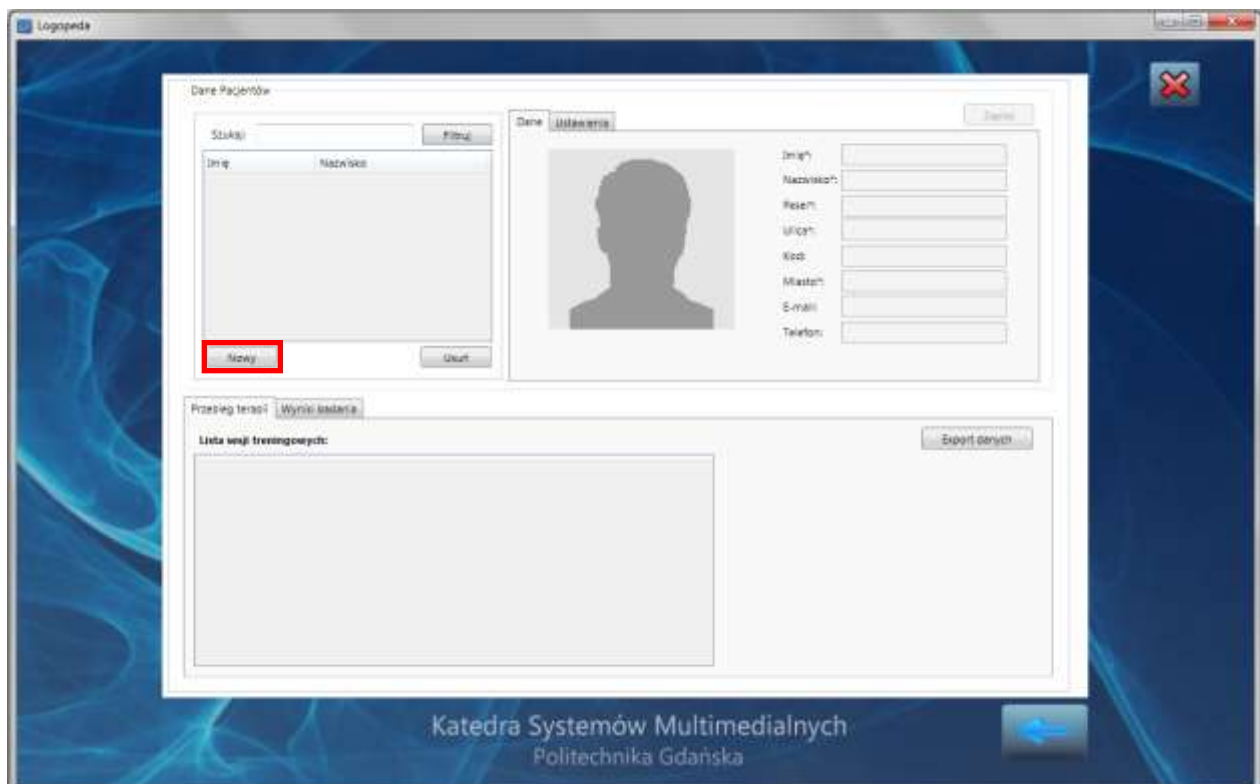 Logopeda
Dane Pacjentów
Szukaj:
Filtruj
Imię
Nazwisko
Nowy
Usuń
Dane
Ustawienia
Zapisz
Imię*:
Nazwisko*:
Pesel*:
Ulica*:
Kod:
Miasto*:
E-mail:
Telefon:
Przebieg terapii
Wyniki badania
Lista sesji treningowych:
Export danych
Katedra Systemów Multimedialnych
Politechnika Gdańska